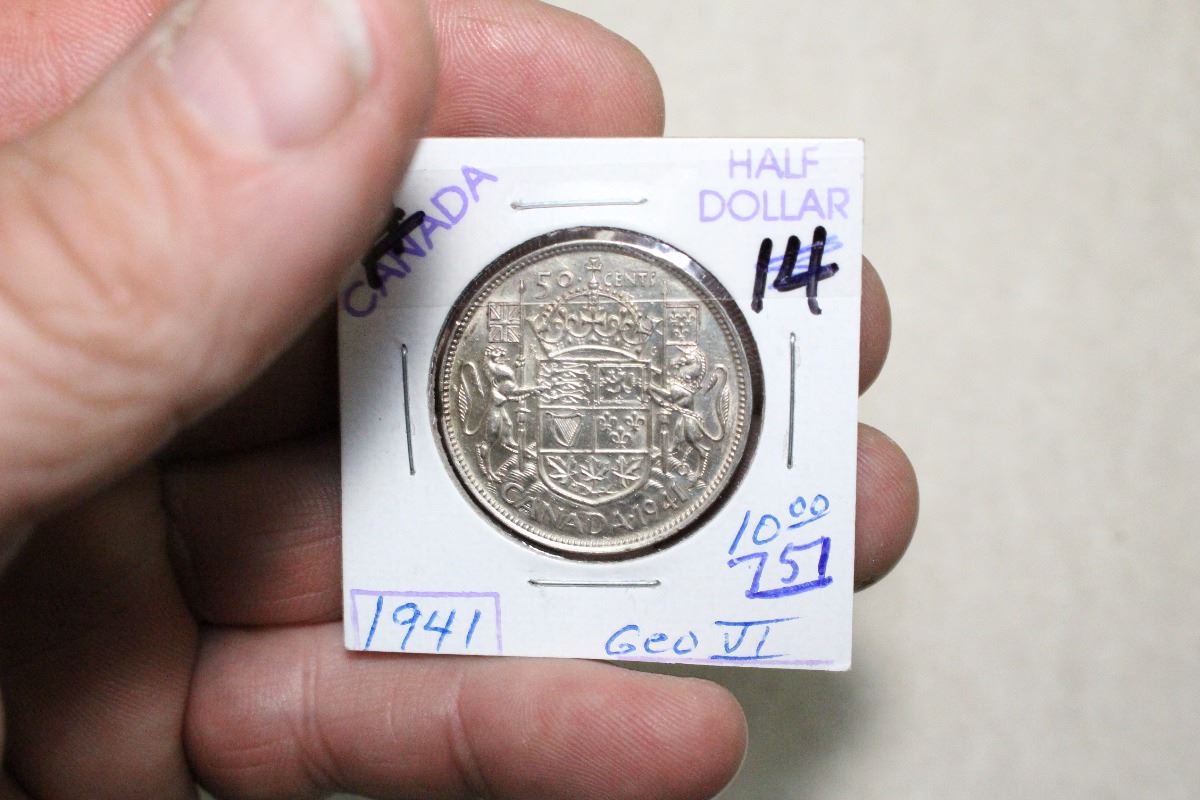 CANADA
HALF
DOLLAR
14
50 CENTS
CANADA·1941
10.00
751
1941
Geo VI